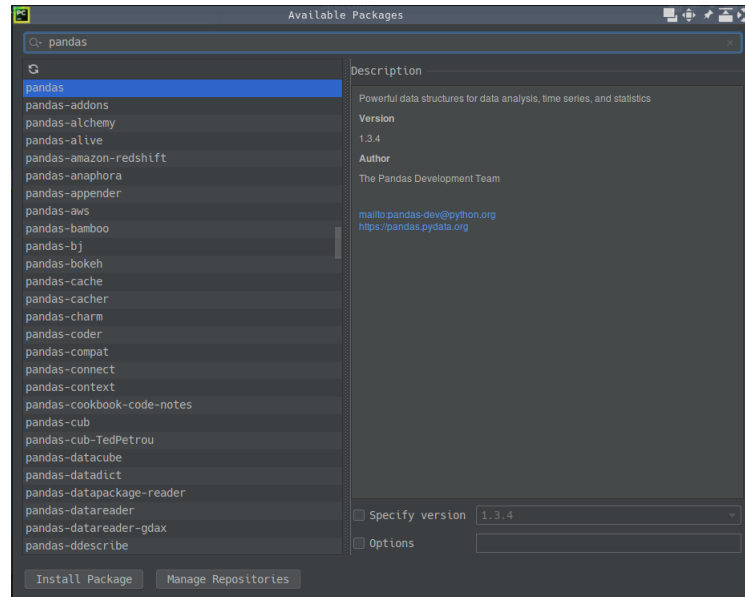 PC
Available Packages
pandas
Description
pandas
pandas-addons
pandas-alchemy
pandas-alive
pandas-amazon-redshift
pandas-anaphora
pandas-appender
pandas-aws
pandas-bamboo
pandas-bj
pandas-bokeh
pandas-cache
pandas-cacher
pandas-charm
pandas-coder
pandas-compat
pandas-connect
pandas-context
pandas-cookbook-code-notes
pandas-cub
pandas-cub-TedPetrou
pandas-datacube
pandas-datadict
pandas-datapackage-reader
pandas-datareader
pandas-datareader-gdax
pandas-ddescribe
Powerful data structures for data analysis, time series, and statistics
Version
1.3.4
Author
The Pandas Development Team
mailto:pandas-dev@python.org
https://pandas.pydata.org
Specify version 1.3.4
Options
Install Package Manage Repositories